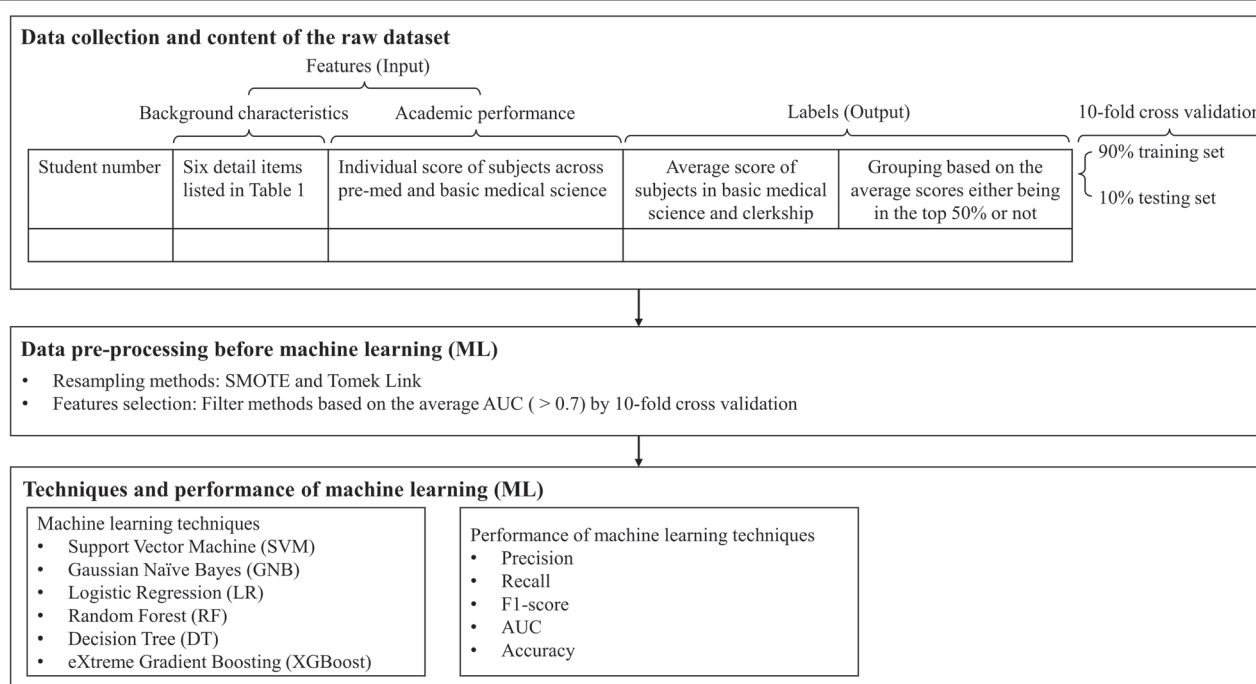 Data collection and content of the raw dataset
Features (Input)
Background characteristics
Academic performance
Labels (Output)
10-fold cross validation
Student number
Six detail items
listed in Table 1
Individual score of subjects across
pre-med and basic medical science
Average score of
subjects in basic medical
science and clerkship
Grouping based on the
average scores either being
in the top 50% or not
90% training set
10% testing set
Data pre-processing before machine learning (ML)
• Resampling methods: SMOTE and Tomek Link
• Features selection: Filter methods based on the average AUC ( > 0.7) by 10-fold cross validation
Techniques and performance of machine learning (ML)
Machine learning techniques
• Support Vector Machine (SVM)
• Gaussian Naïve Bayes (GNB)
• Logistic Regression (LR)
• Random Forest (RF)
• Decision Tree (DT)
• eXtreme Gradient Boosting (XGBoost)
Performance of machine learning techniques
• Precision
• Recall
• F1-score
• AUC
• Accuracy